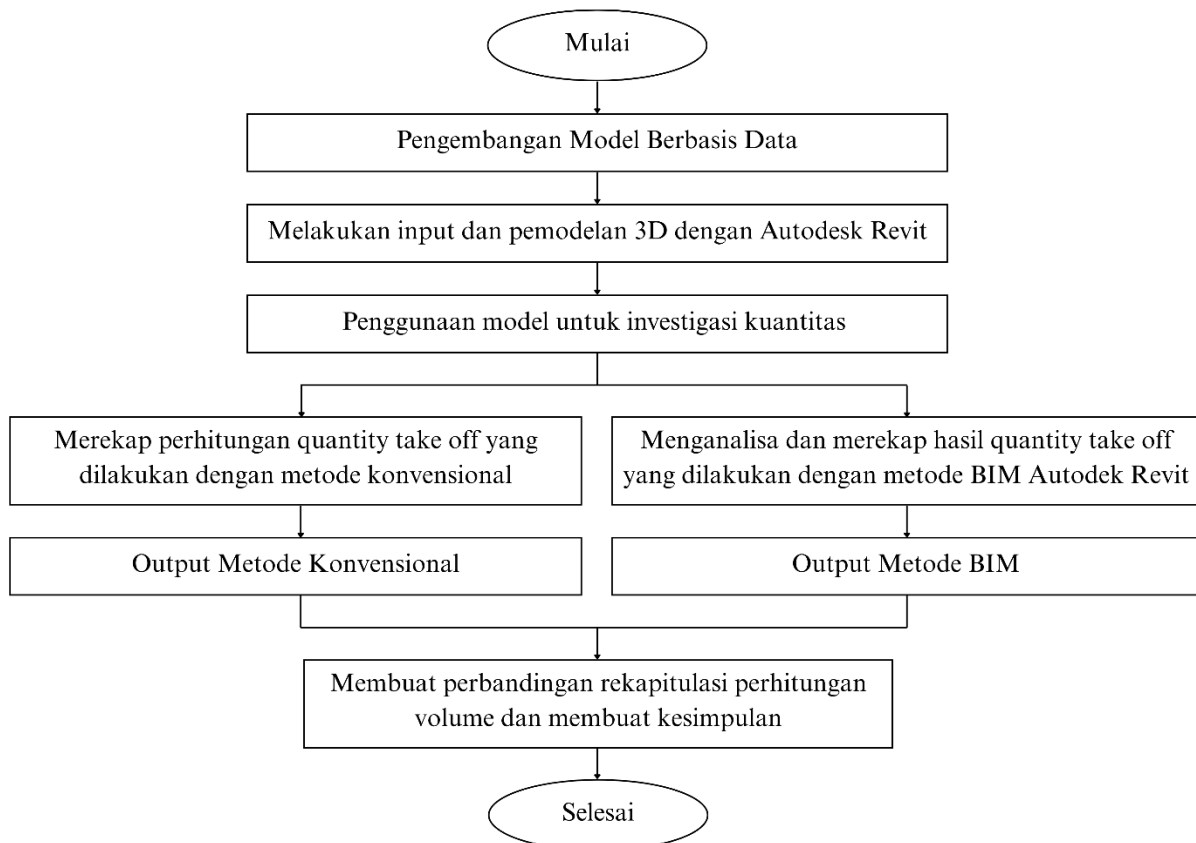 Mulai
Pengembangan Model Berbasis Data
Melakukan input dan pemodelan 3D dengan Autodesk Revit
Penggunaan model untuk investigasi kuantitas
Merekap perhitungan quantity take off yang
dilakukan dengan metode konvensional
Menganalisa dan merekap hasil quantity take off
yang dilakukan dengan metode BIM Autodek Revit
Output Metode Konvensional
Output Metode BIM
Membuat perbandingan rekapitulasi perhitungan
volume dan membuat kesimpulan
Selesai